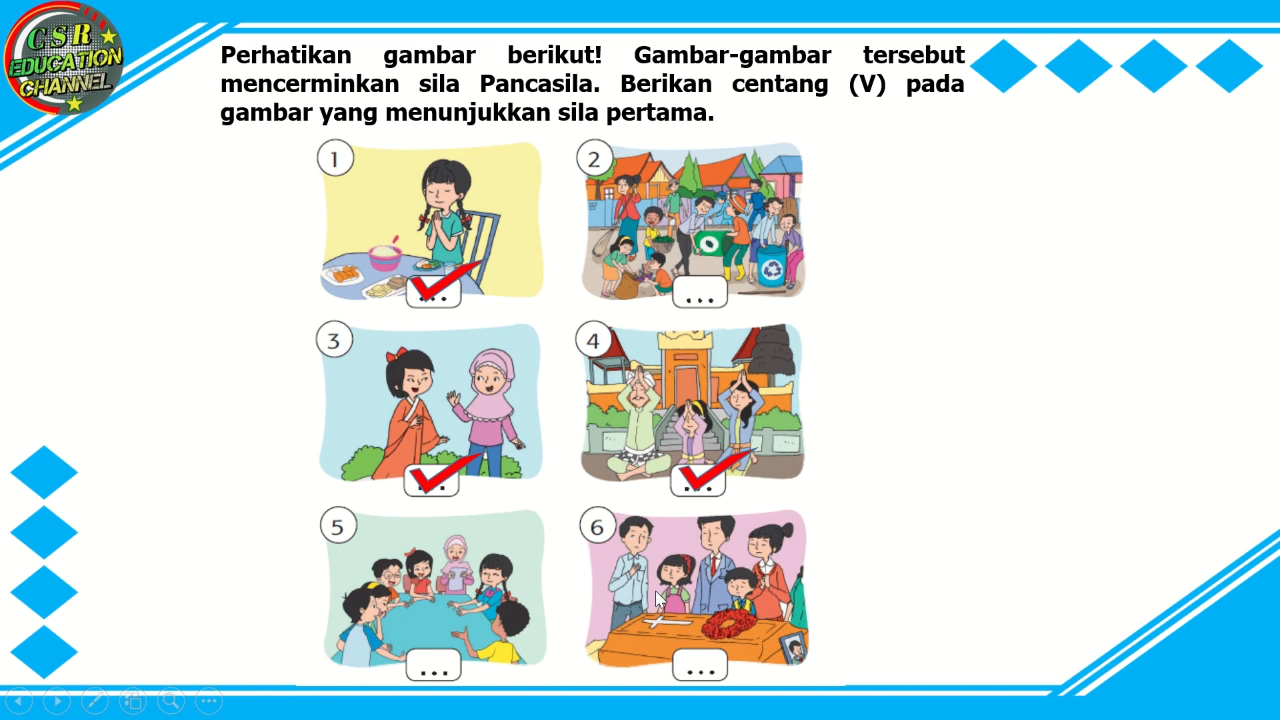 CSR
EDUCATION
CHANNEL
Perhatikan gambar berikut! Gambar-gambar tersebut
mencerminkan sila Pancasila. Berikan centang (V) pada
gambar yang menunjukkan sila pertama.
1
2
...
...
3
4
...
...
5
6
...
...